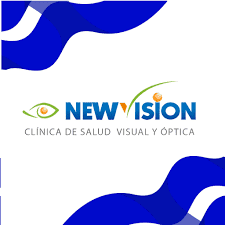 NEWVISION
CLÍNICA DE SALUD VISUAL Y ÓPTICA